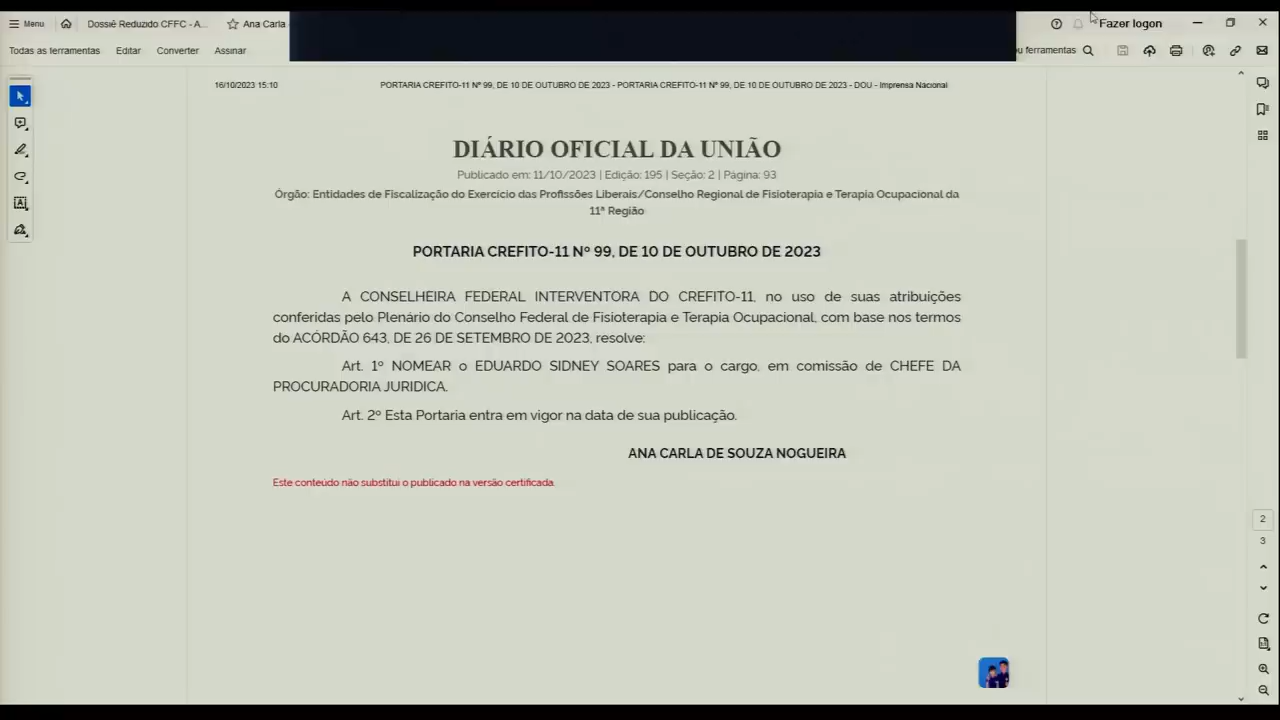 Menu
Dossiê Reduzido CFFC - A...
Ana Carla
Fazer logon
Todas as ferramentas
Editar
Converter
Assinar
ferramentas
16/10/2023 15:10
PORTARIA CREFITO-11 Nº 99, DE 10 DE OUTUBRO DE 2023 - PORTARIA CREFITO-11 Nº 99, DE 10 DE OUTUBRO DE 2023 - DOU - Imprensa Nacional
DIÁRIO OFICIAL DA UNIÃO
Publicado em: 11/10/2023 | Edição: 195 | Seção: 2 | Página: 93
Órgão: Entidades de Fiscalização do Exercício das Profissões Liberais/Conselho Regional de Fisioterapia e Terapia Ocupacional da
11ª Região
PORTARIA CREFITO-11 Nº 99, DE 10 DE OUTUBRO DE 2023
A CONSELHEIRA FEDERAL INTERVENTORA DO CREFITO-11, no uso de suas atribuições
conferidas pelo Plenário do Conselho Federal de Fisioterapia e Terapia Ocupacional, com base nos termos
do ACÓRDÃO 643, DE 26 DE SETEMBRO DE 2023, resolve:
Art. 1º NOMEAR o EDUARDO SIDNEY SOARES para o cargo, em comissão de CHEFE DA
PROCURADORIA JURIDICA.
Art. 2º Esta Portaria entra em vigor na data de sua publicação.
ANA CARLA DE SOUZA NOGUEIRA
Este conteúdo não substitui o publicado na versão certificada.
2
3